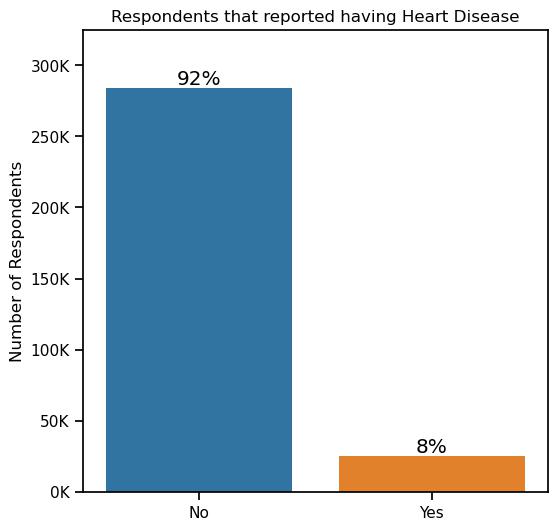 Respondents that reported having Heart Disease
300K
250K
200K
150K
100K
50K
0K
Number of Respondents
92%
8%
No
Yes